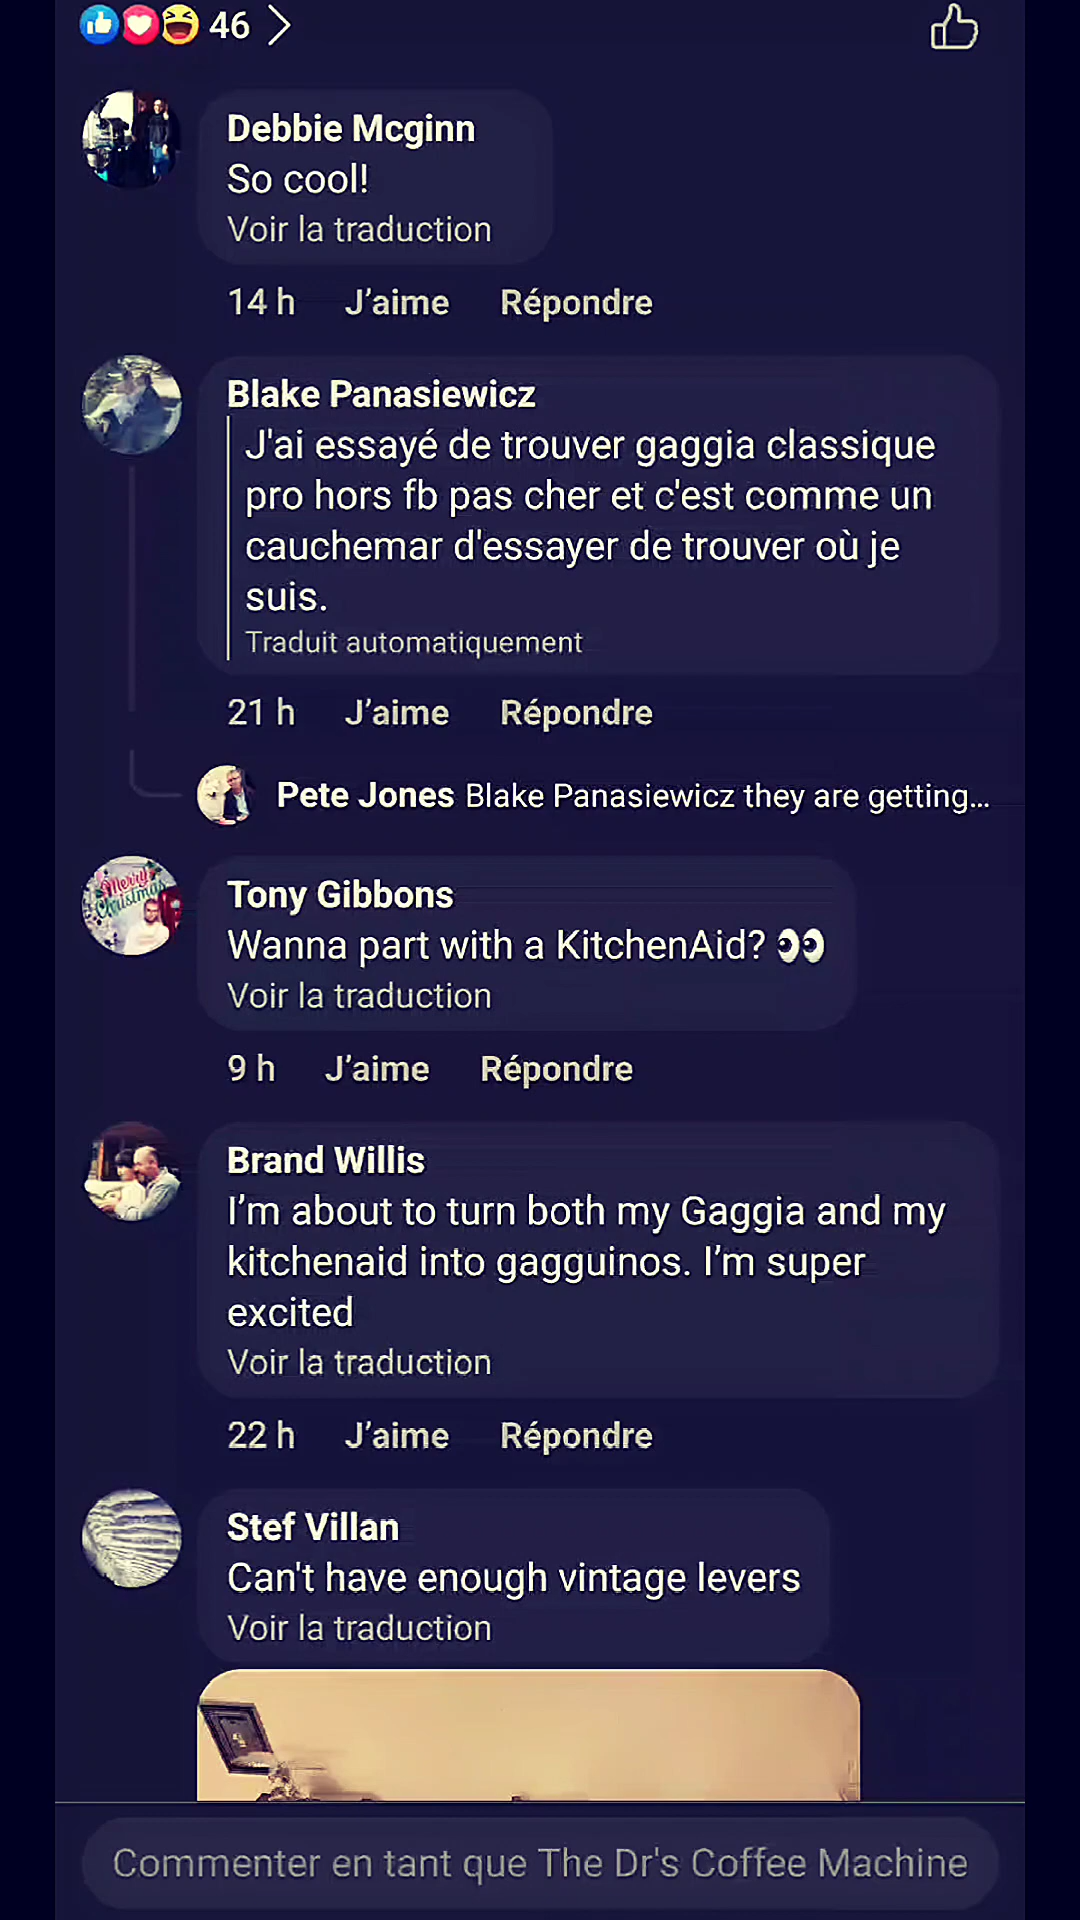 46
Debbie Mcginn
So cool!
Voir la traduction
14 h J’aime Répondre
Blake Panasiewicz
J'ai essayé de trouver gaggia classique
pro hors fb pas cher et c'est comme un
cauchemar d'essayer de trouver où je
suis.
Traduit automatiquement
21 h J’aime Répondre
Pete Jones Blake Panasiewicz they are getting...
Merry
Christmas
Tony Gibbons
Wanna part with a KitchenAid? 👀
Voir la traduction
9 h J’aime Répondre
Brand Willis
I’m about to turn both my Gaggia and my
kitchenaid into gagguinos. I’m super
excited
Voir la traduction
22 h J’aime Répondre
Stef Villan
Can't have enough vintage levers
Voir la traduction
Commenter en tant que The Dr's Coffee Machine